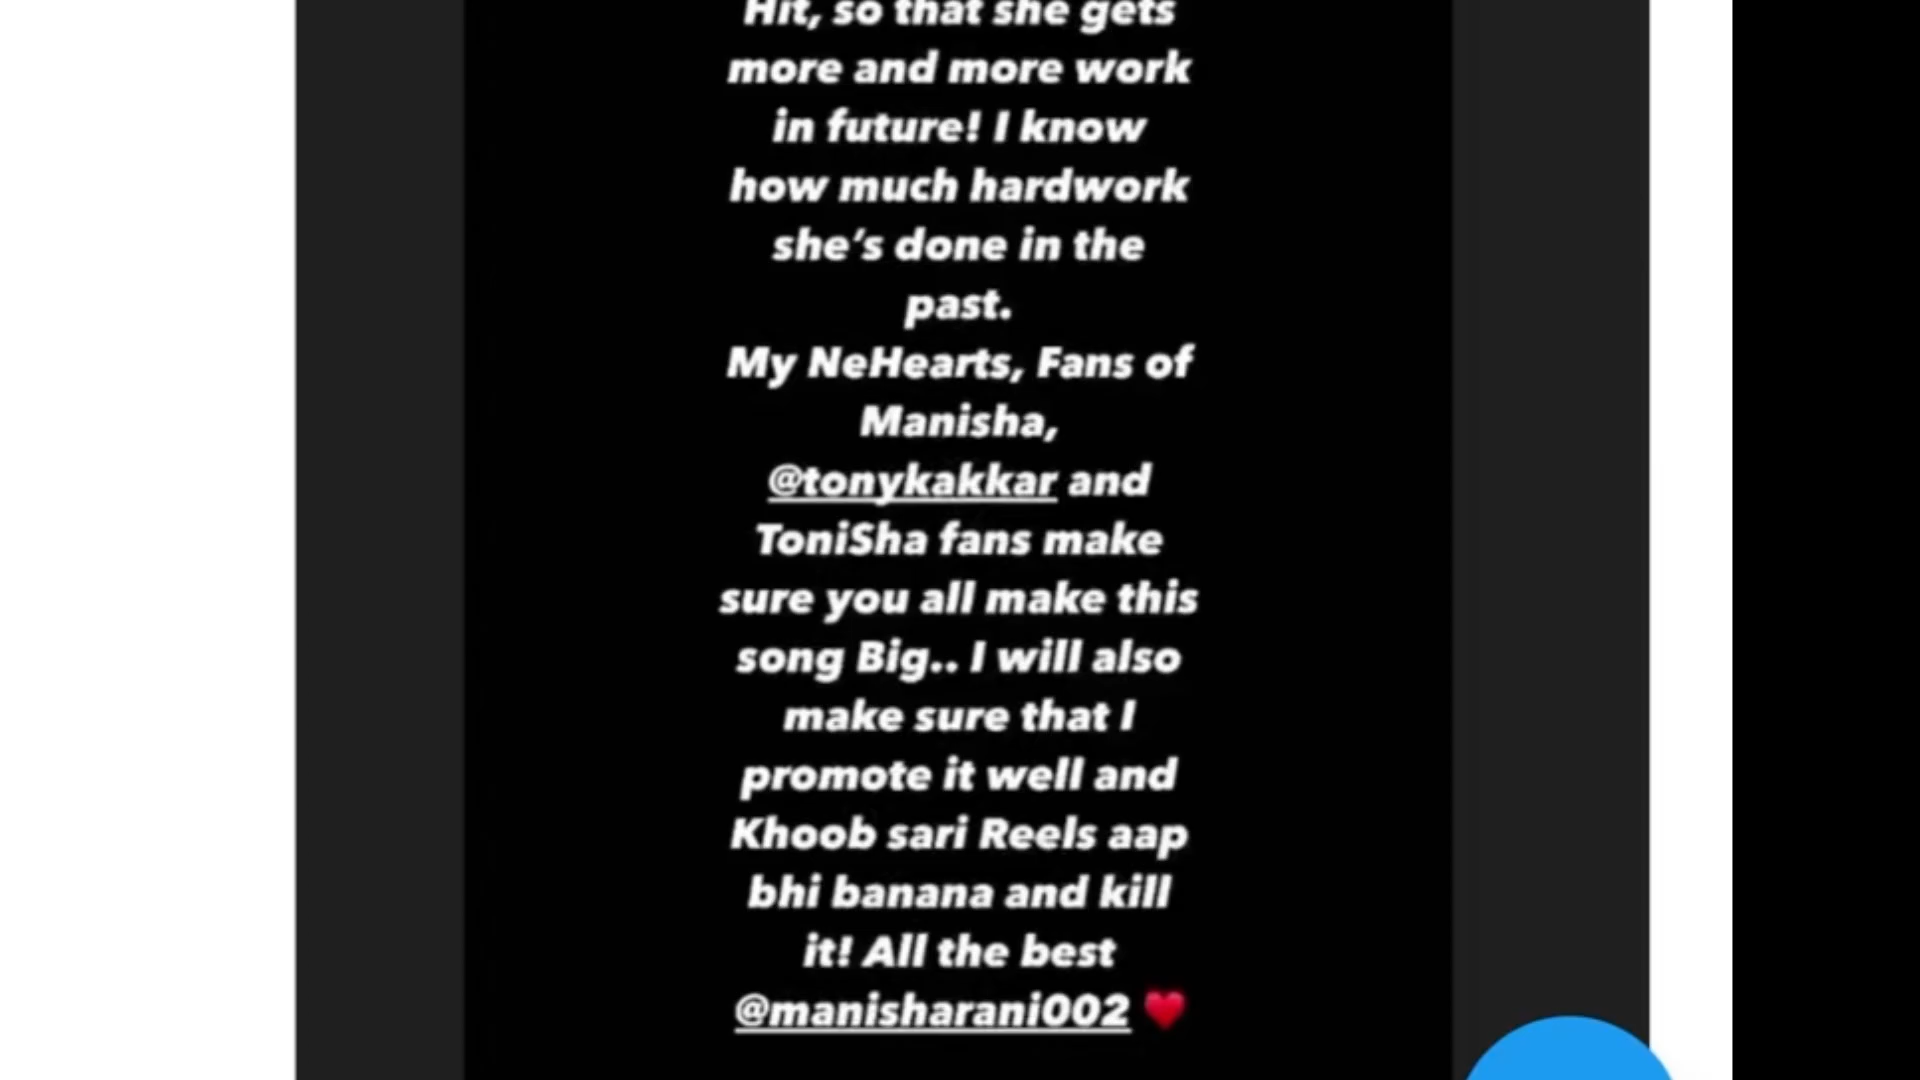 Hit, so that she gets
more and more work
in future! I know
how much hardwork
she's done in the
past.
My NeHearts, Fans of
Manisha,
@tonykakkar and
ToniSha fans make
sure you all make this
song Big.. I will also
make sure that I
promote it well and
Khoob sari Reels aap
bhi banana and kill
it! All the best
@manisharani002 ❤️